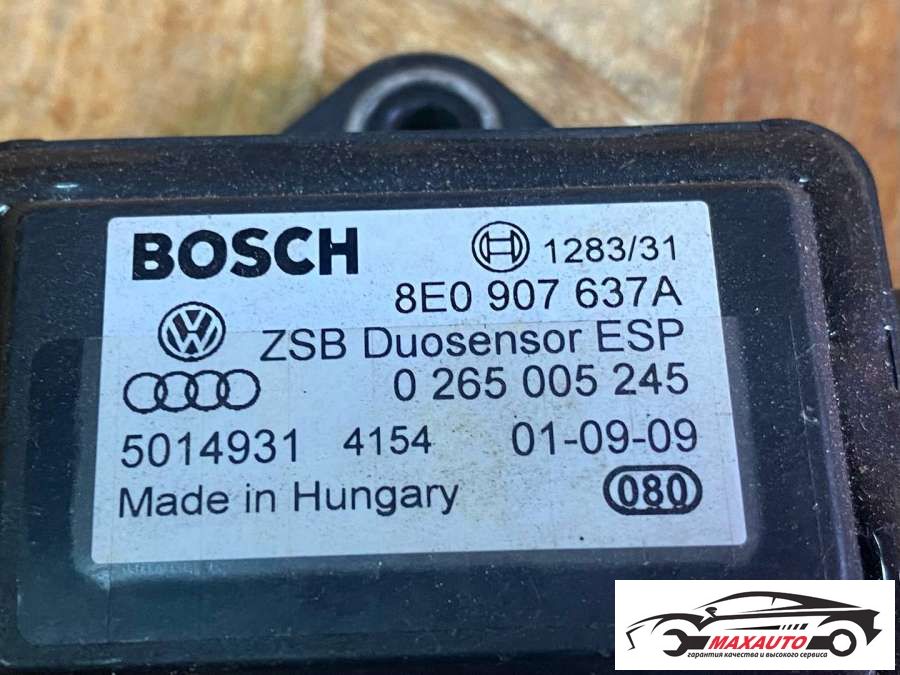 BOSCH
1283/31
8E0 907 637A
ZSB Duosensor ESP
0 265 005 245
5014931 4154 01-09-09
Made in Hungary 080
MAXAUTO
гарантия качества и высокого сервиса